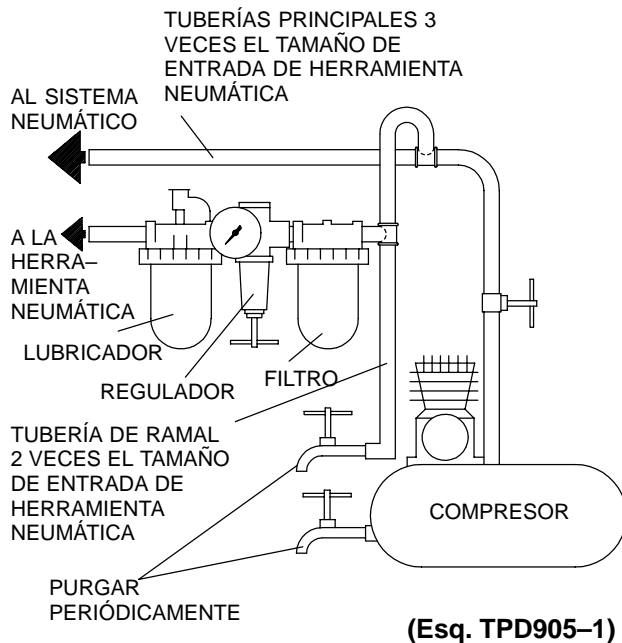 TUBERÍAS PRINCIPALES 3
VECES EL TAMAÑO DE
ENTRADA DE HERRAMIENTA
NEUMÁTICA
AL SISTEMA
NEUMÁTICO
A LA
HERRA–
MIENTA
NEUMÁTICA
LUBRICADOR
REGULADOR
FILTRO
TUBERÍA DE RAMAL
2 VECES EL TAMAÑO
DE ENTRADA DE
HERRAMIENTA
NEUMÁTICA
COMPRESOR
PURGAR
PERIÓDICAMENTE
(Esq. TPD905–1)